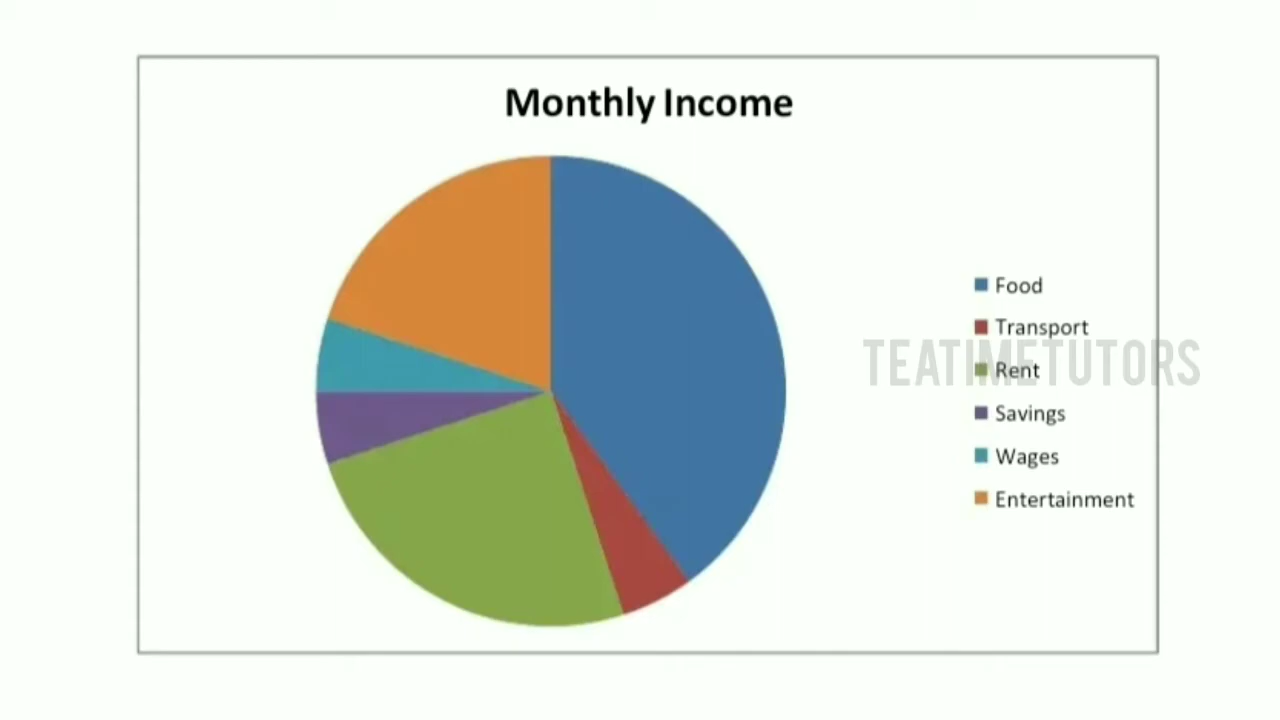 Monthly Income
Food
Transport
TEATIMETUTORS
Rent
Savings
Wages
Entertainment